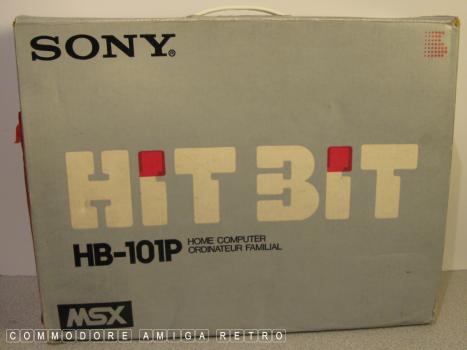 SONY®
HiT BiT
HB-101P
HOME COMPUTER
ORDINATEUR FAMILIAL
MSX
COMMODORE AMIGA RETRO